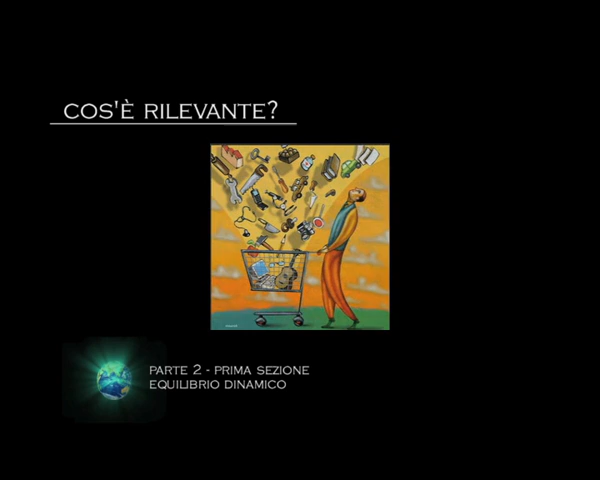 COS'È RILEVANTE?
PARTE 2 - PRIMA SEZIONE
EQUILIBRIO DINAMICO